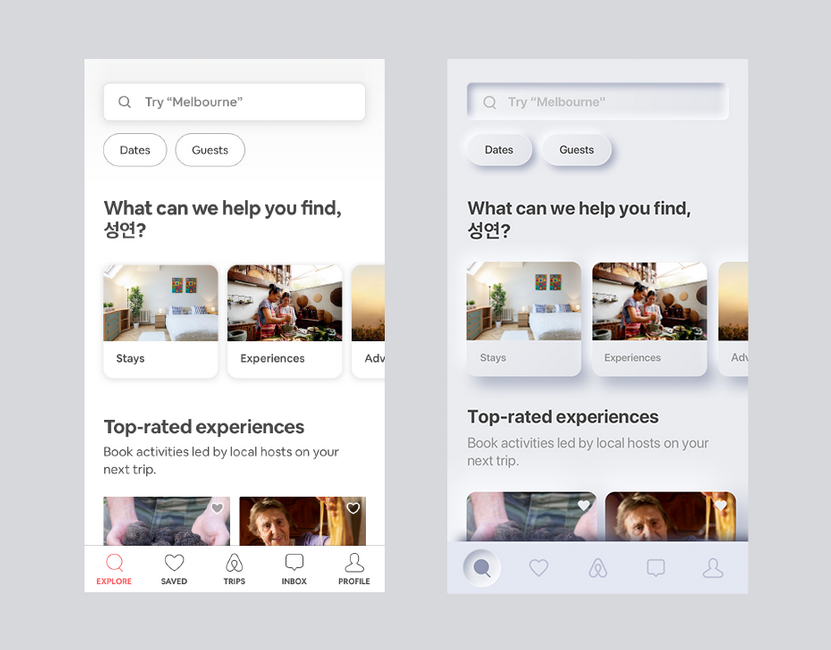 Try “Melbourne”
Dates
Guests
What can we help you find,
성연?
Stays
Experiences
Adv
Top-rated experiences
Book activities led by local hosts on your
next trip.
EXPLORE
SAVED
TRIPS
INBOX
PROFILE
Try “Melbourne”
Dates
Guests
What can we help you find,
성연?
Stays
Experiences
Adv
Top-rated experiences
Book activities led by local hosts on your
next trip.